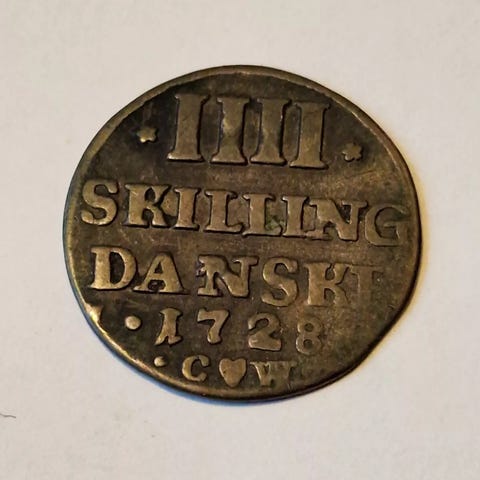 * IIII *
SKILLING
DANSKE
· 1728
· C♥W